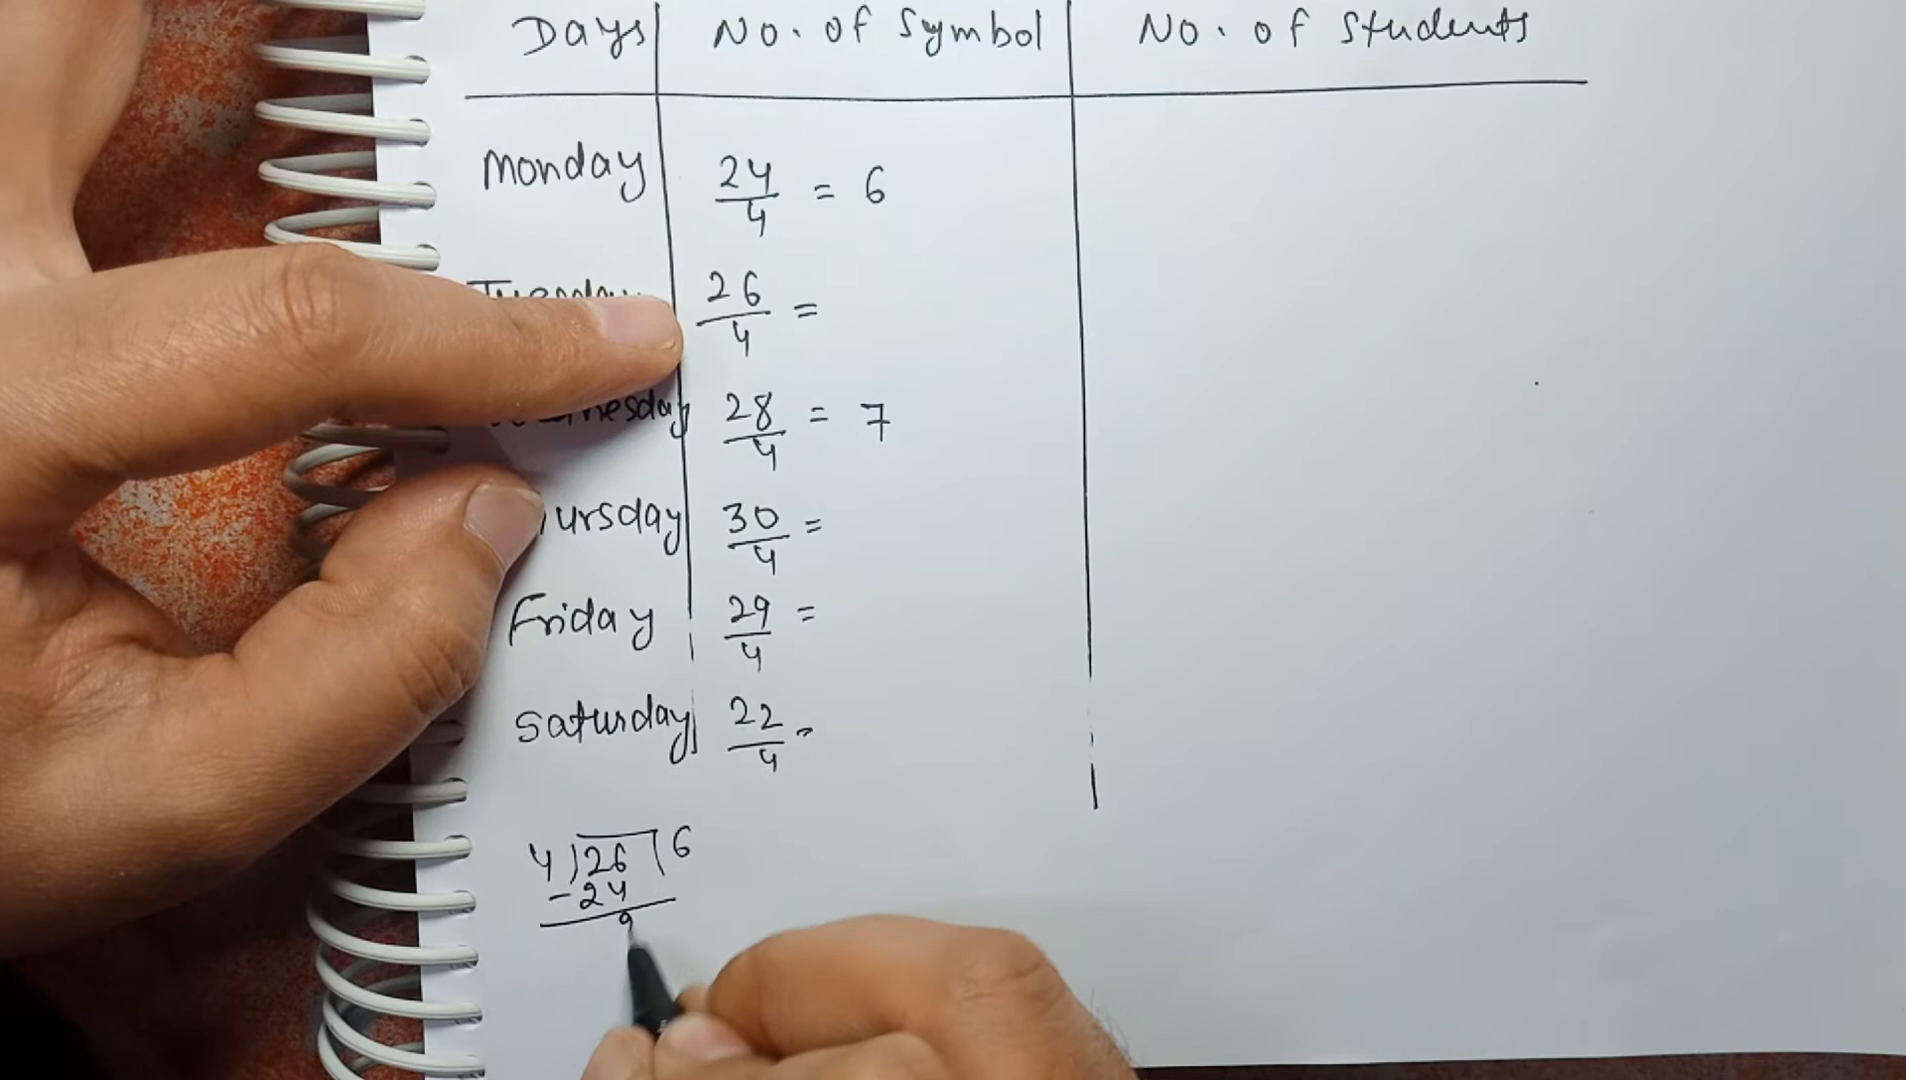 Days No. of Symbol No. of Students
Monday 24/4 = 6
26/4 =
28/4 = 7
30/4 =
Friday 29/4 =
Saturday 22/4 =
4)26(6
-24